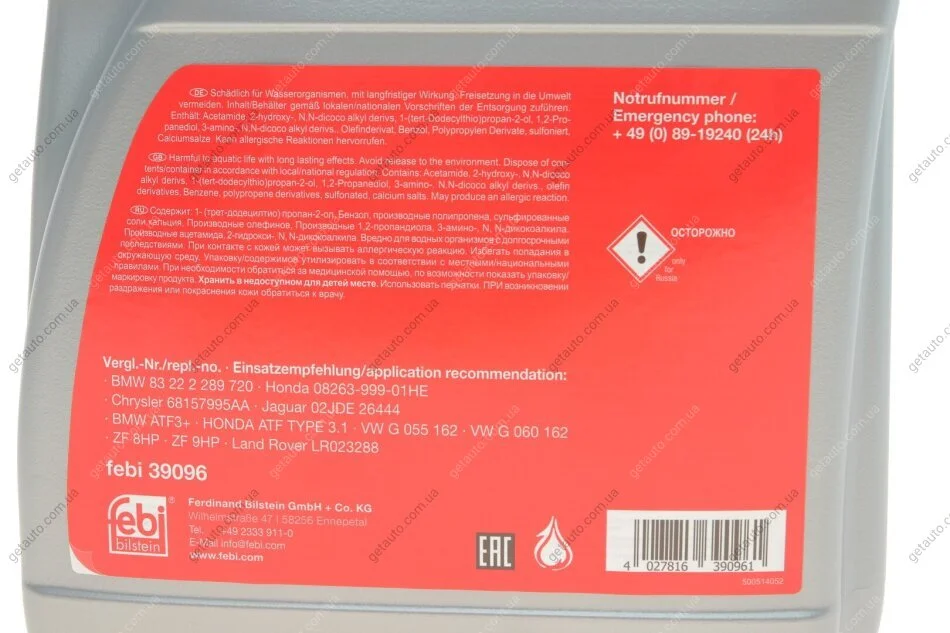 DE Schädlich für Wasserorganismen, mit langfristiger Wirkung. Freisetzung in die Umwelt
vermeiden. Inhalt/Behälter gemäß lokalen/nationalen Vorschriften der Entsorgung zuführen.
Enthält: Acetamide, 2-hydroxy-, N,N-dicoco alkyl derivs., 1-(tert-Dodecylthio)propan-2-ol, 1,2-Pro-
panediol, 3-amino-, N,N-dicoco alkyl derivs.. Olefinderivat, Benzol, Polypropylen Derivate, sulfoniert,
Calciumsalze. Kann allergische Reaktionen hervorrufen.
GB Harmful to aquatic life with long lasting effects. Avoid release to the environment. Dispose of con-
tents/container in accordance with local/national regulation. Contains: Acetamide, 2-hydroxy-, N,N-dicoco
alkyl derivs, 1-(tert-dodecylthio)propan-2-ol, 1,2-Propanediol, 3-amino-, N,N-dicoco alkyl derivs., olefin
derivatives, Benzene, polypropene derivatives, sulfonated, calcium salts. May produce an allergic reaction.
RU Содержит: 1- (трет-додецилтио) пропан-2-ол, Бензол, производные полипропена, сульфированные
соли кальция. Производные олефинов, Производные 1,2-пропандиола, 3-амино-, N, N-дикокоалкила.
Производные ацетамида, 2-гидрокси-, N, N-дикокоалкила. Вредно для водных организмов с долгосрочными
последствиями. При контакте с кожей может вызывать аллергическую реакцию. Избегать попадания в
окружающую среду. Упаковку/содержимое утилизировать в соответствии с местными/национальными
правилами. При необходимости обратиться за медицинской помощью, по возможности показать упаковку/
маркировку продукта. Хранить в недоступном для детей месте. Использовать перчатки. ПРИ возникновении
раздражения или покраснения кожи обратиться к врачу.
Notrufnummer /
Emergency phone:
+ 49 (0) 89-19240 (24h)
ОСТОРОЖНО
only
for
Russia
Vergl.-Nr./repl.-no. · Einsatzempfehlung/application recommendation:
· BMW 83 22 2 289 720 · Honda 08263-999-01HE
· Chrysler 68157995AA · Jaguar 02JDE 26444
· BMW ATF3+ · HONDA ATF TYPE 3.1 · VW G 055 162 · VW G 060 162
· ZF 8HP · ZF 9HP · Land Rover LR023288
febi 39096
febi ®
bilstein
Ferdinand Bilstein GmbH + Co. KG
Wilhelmstraße 47 | 58256 Ennepetal
Tel. +49 2333 911-0
E-Mail info@febi.com
www.febi.com
EAC
4 027816 390961
500514052
getauto.com.ua